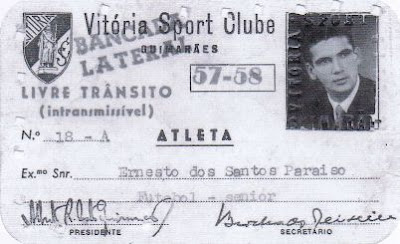 Vitória Sport Clube
GUIMARÃES
BANCADA
LATERAL
57-58
LIVRE TRÂNSITO
(intransmissível)
N.º 18 - A ATLETA
Ex.mo Snr. Ernesto dos Santos Paraiso
Futebol - senior
PRESIDENTE SECRETÁRIO